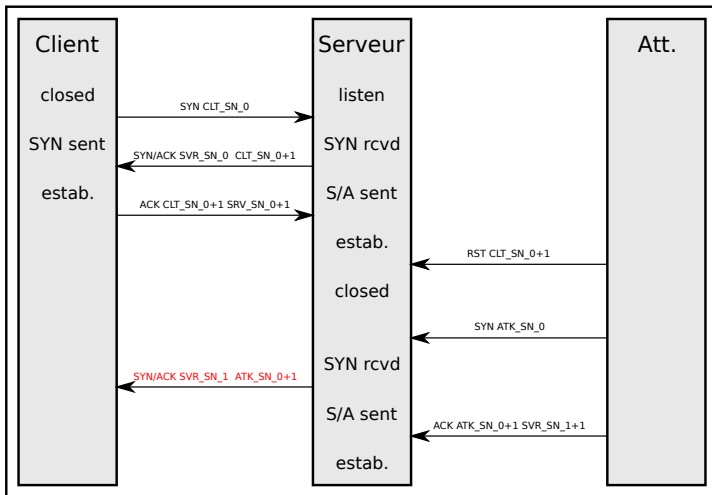 Client
Serveur
Att.
closed
listen
SYN CLT_SN_0
SYN sent
SYN rcvd
SYN/ACK SVR_SN_0  CLT_SN_0+1
estab.
S/A sent
ACK CLT_SN_0+1 SRV_SN_0+1
estab.
RST CLT_SN_0+1
closed
SYN ATK_SN_0
SYN rcvd
SYN/ACK SVR_SN_1  ATK_SN_0+1
S/A sent
ACK ATK_SN_0+1 SVR_SN_1+1
estab.